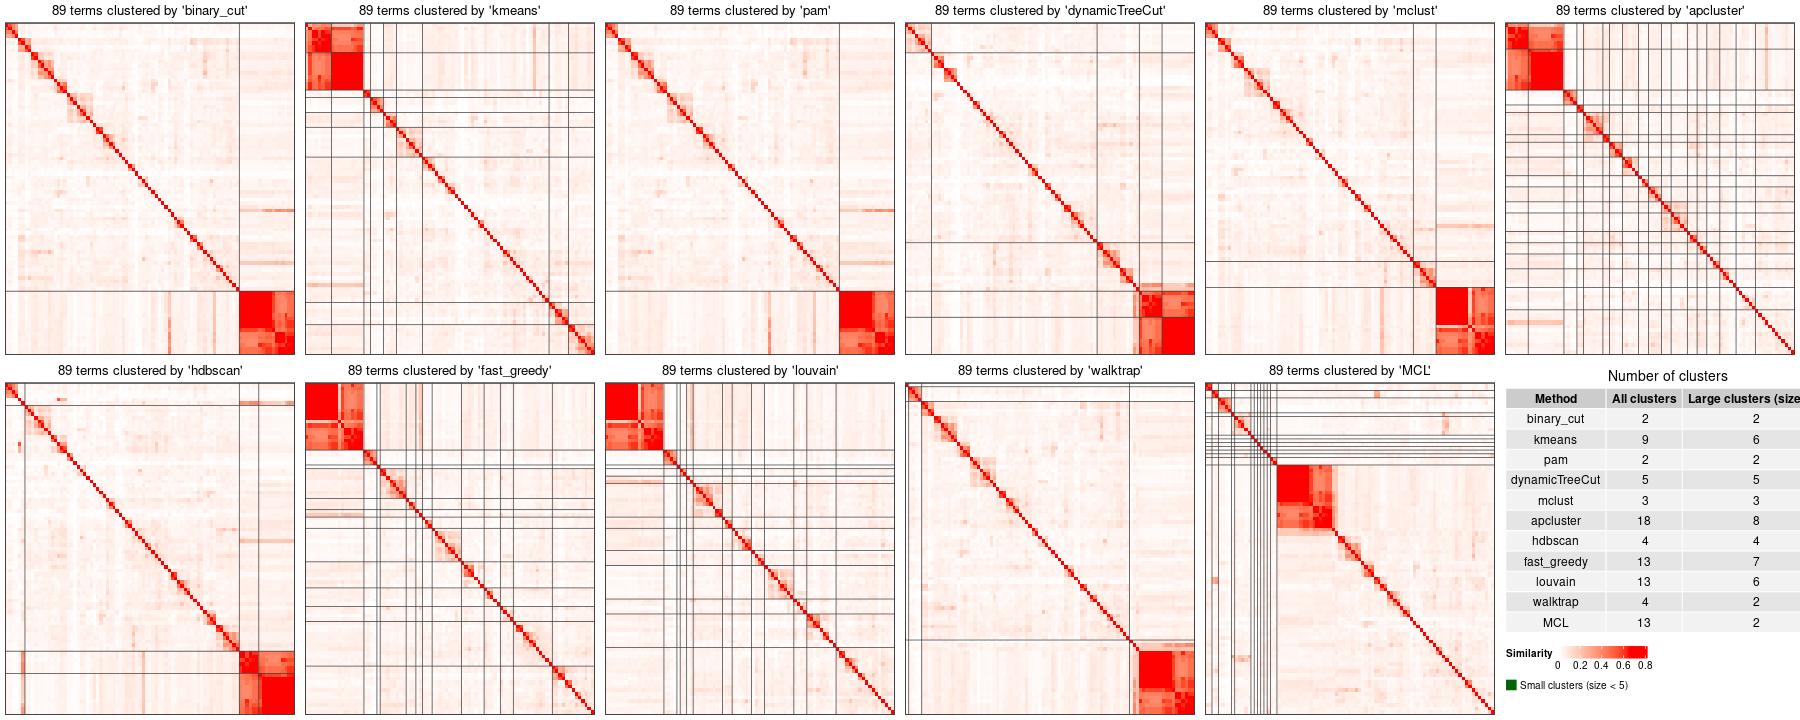 89 terms clustered by 'binary_cut'
89 terms clustered by 'kmeans'
89 terms clustered by 'pam'
89 terms clustered by 'dynamicTreeCut'
89 terms clustered by 'mclust'
89 terms clustered by 'apcluster'
89 terms clustered by 'hdbscan'
89 terms clustered by 'fast_greedy'
89 terms clustered by 'louvain'
89 terms clustered by 'walktrap'
89 terms clustered by 'MCL'
Number of clusters
Method All clusters Large clusters (size
binary_cut 2 2
kmeans 9 6
pam 2 2
dynamicTreeCut 5 5
mclust 3 3
apcluster 18 8
hdbscan 4 4
fast_greedy 13 7
louvain 13 6
walktrap 4 2
MCL 13 2
Similarity
0 0.2 0.4 0.6 0.8
Small clusters (size < 5)